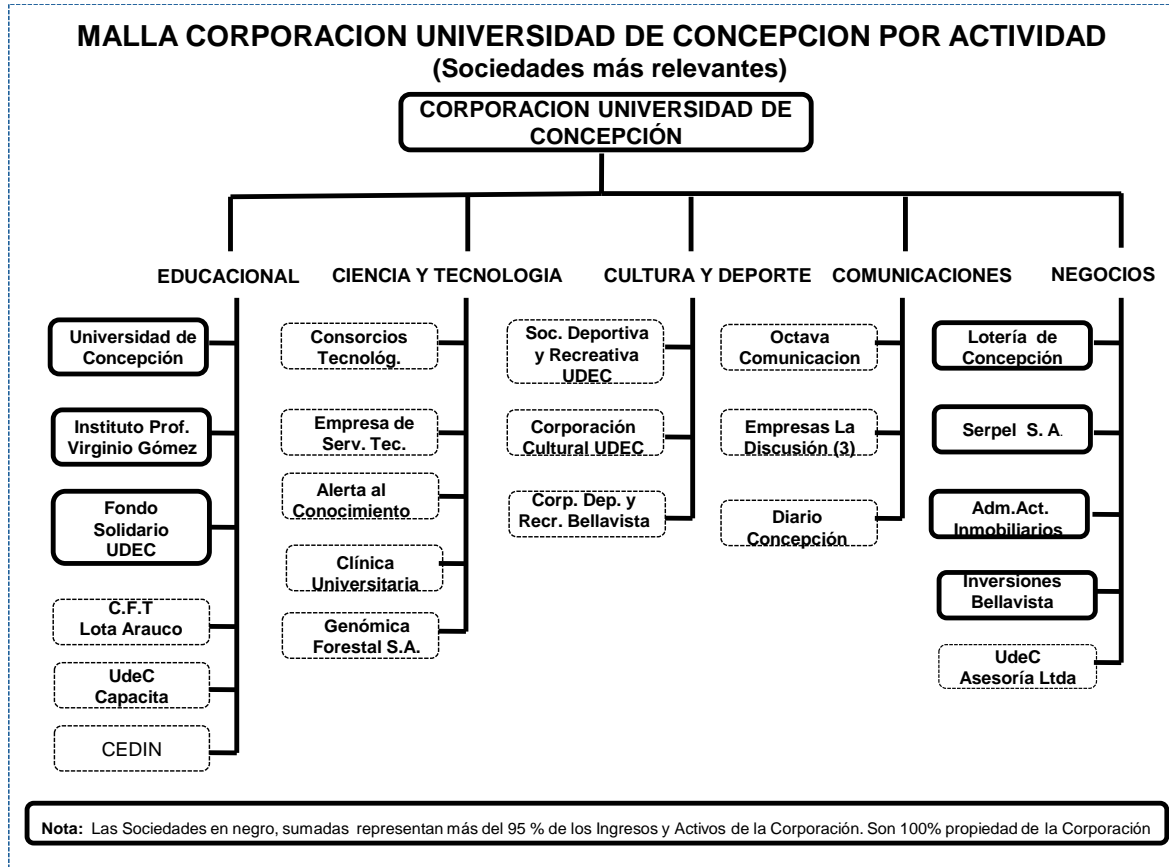 MALLA CORPORACION UNIVERSIDAD DE CONCEPCION POR ACTIVIDAD
(Sociedades más relevantes)
CORPORACION UNIVERSIDAD DE
CONCEPCIÓN
EDUCACIONAL
Universidad de
Concepción
Instituto Prof.
Virginio Gómez
Fondo
Solidario
UDEC
C.F.T
Lota Arauco
UdeC
Capacita
CEDIN
CIENCIA Y TECNOLOGIA
Consorcios
Tecnológ.
Empresa de
Serv. Tec.
Alerta al
Conocimiento
Clínica
Universitaria
Genómica
Forestal S.A.
CULTURA Y DEPORTE
Soc. Deportiva
y Recreativa
UDEC
Corporación
Cultural UDEC
Corp. Dep. y
Recr. Bellavista
COMUNICACIONES
Octava
Comunicacion
Empresas La
Discusión (3)
Diario
Concepción
NEGOCIOS
Lotería de
Concepción
Serpel S. A.
Adm.Act.
Inmobiliarios
Inversiones
Bellavista
UdeC
Asesoría Ltda
Nota: Las Sociedades en negro, sumadas representan más del 95 % de los Ingresos y Activos de la Corporación. Son 100% propiedad de la Corporación